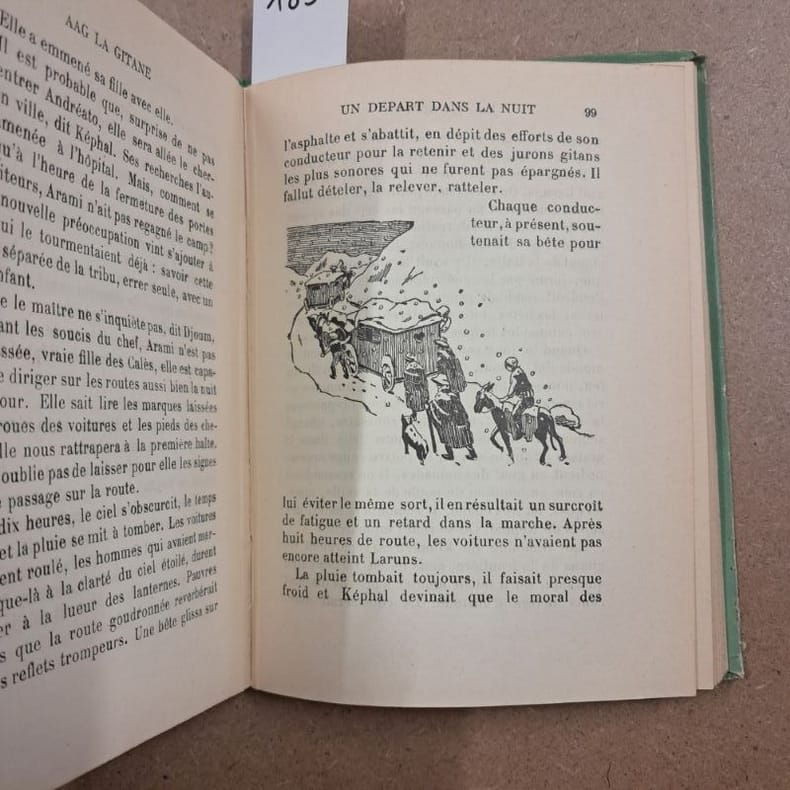 AAG LA GITANE
Elle a emmené sa fille avec elle.
Il est probable que, surprise de ne pas
entrer Andréato, elle sera allée le cher-
n ville, dit Képhal. Ses recherches l'au-
menée à l'hôpital. Mais, comment se
qu'à l'heure de la fermeture des portes
iteurs, Arami n'ait pas regagné le camp?
nouvelle préoccupation vint s'ajouter à
ui le tourmentaient déjà : savoir cette
séparée de la tribu, errer seule, avec un
nfant.
e le maître ne s'inquiète pas, dit Djoum,
ant les soucis du chef, Arami n'est pas
ssée, vraie fille des Calès, elle est capa-
e diriger sur les routes aussi bien la nuit
our. Elle sait lire les marques laissées
roues des voitures et les pieds des che-
lle nous rattrapera à la première halte.
oublie pas de laisser pour elle les signes
e passage sur la route.
dix heures, le ciel s'obscurcit, le temps
et la pluie se mit à tomber. Les voitures
ent roulé, les hommes qui avaient mar-
que-là à la clarté du ciel étoilé, durent
er à la lueur des lanternes. Pauvres
s que la route goudronnée reverbérait
s reflets trompeurs. Une bête glissa sur
UN DEPART DANS LA NUIT 99
l'asphalte et s'abattit, en dépit des efforts de son
conducteur pour la retenir et des jurons gitans
les plus sonores qui ne furent pas épargnés. Il
fallut dételer, la relever, ratteler.
Chaque conduc-
teur, à présent, sou-
tenait sa bête pour
lui éviter le même sort, il en résultait un surcroît
de fatigue et un retard dans la marche. Après
huit heures de route, les voitures n'avaient pas
encore atteint Laruns.
La pluie tombait toujours, il faisait presque
froid et Képhal devinait que le moral des